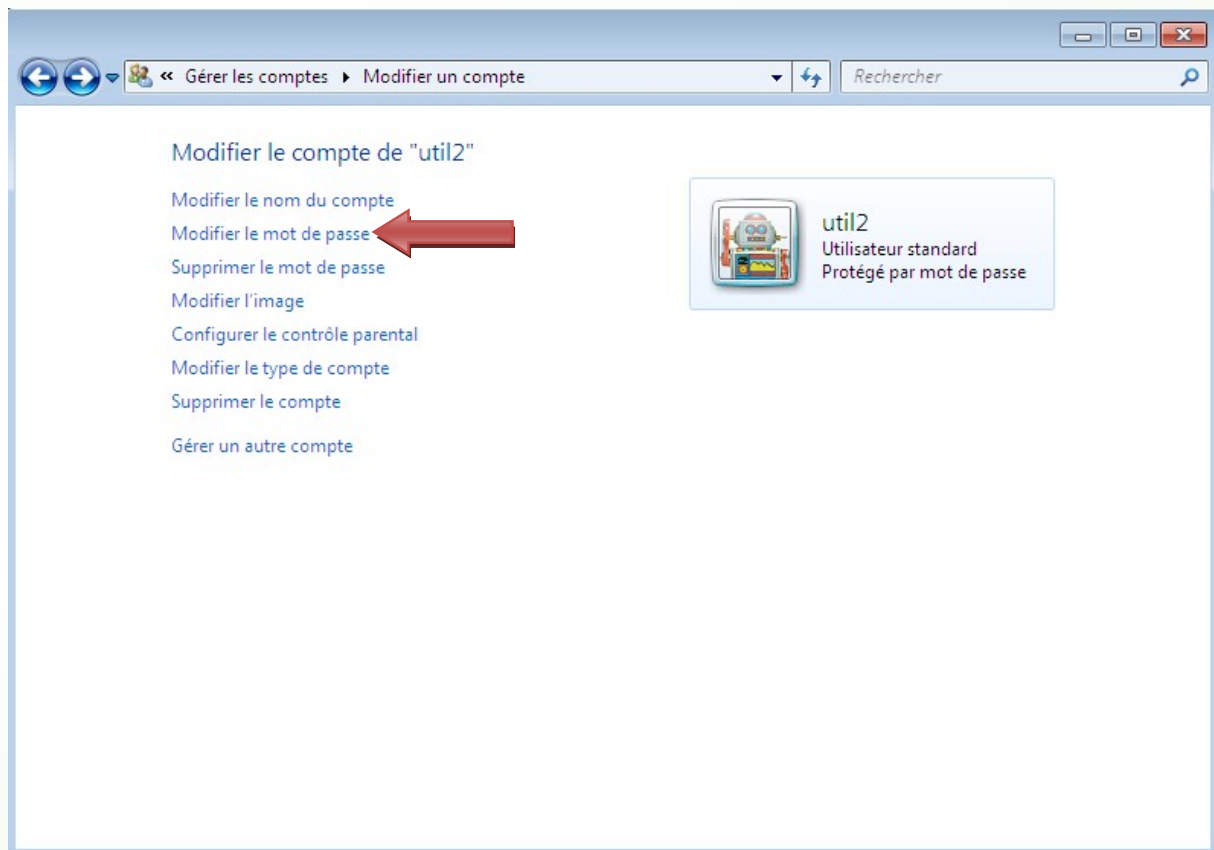 « Gérer les comptes ▸ Modifier un compte
Rechercher
Modifier le compte de "util2"
Modifier le nom du compte
Modifier le mot de passe
Supprimer le mot de passe
Modifier l'image
Configurer le contrôle parental
Modifier le type de compte
Supprimer le compte
Gérer un autre compte
util2
Utilisateur standard
Protégé par mot de passe